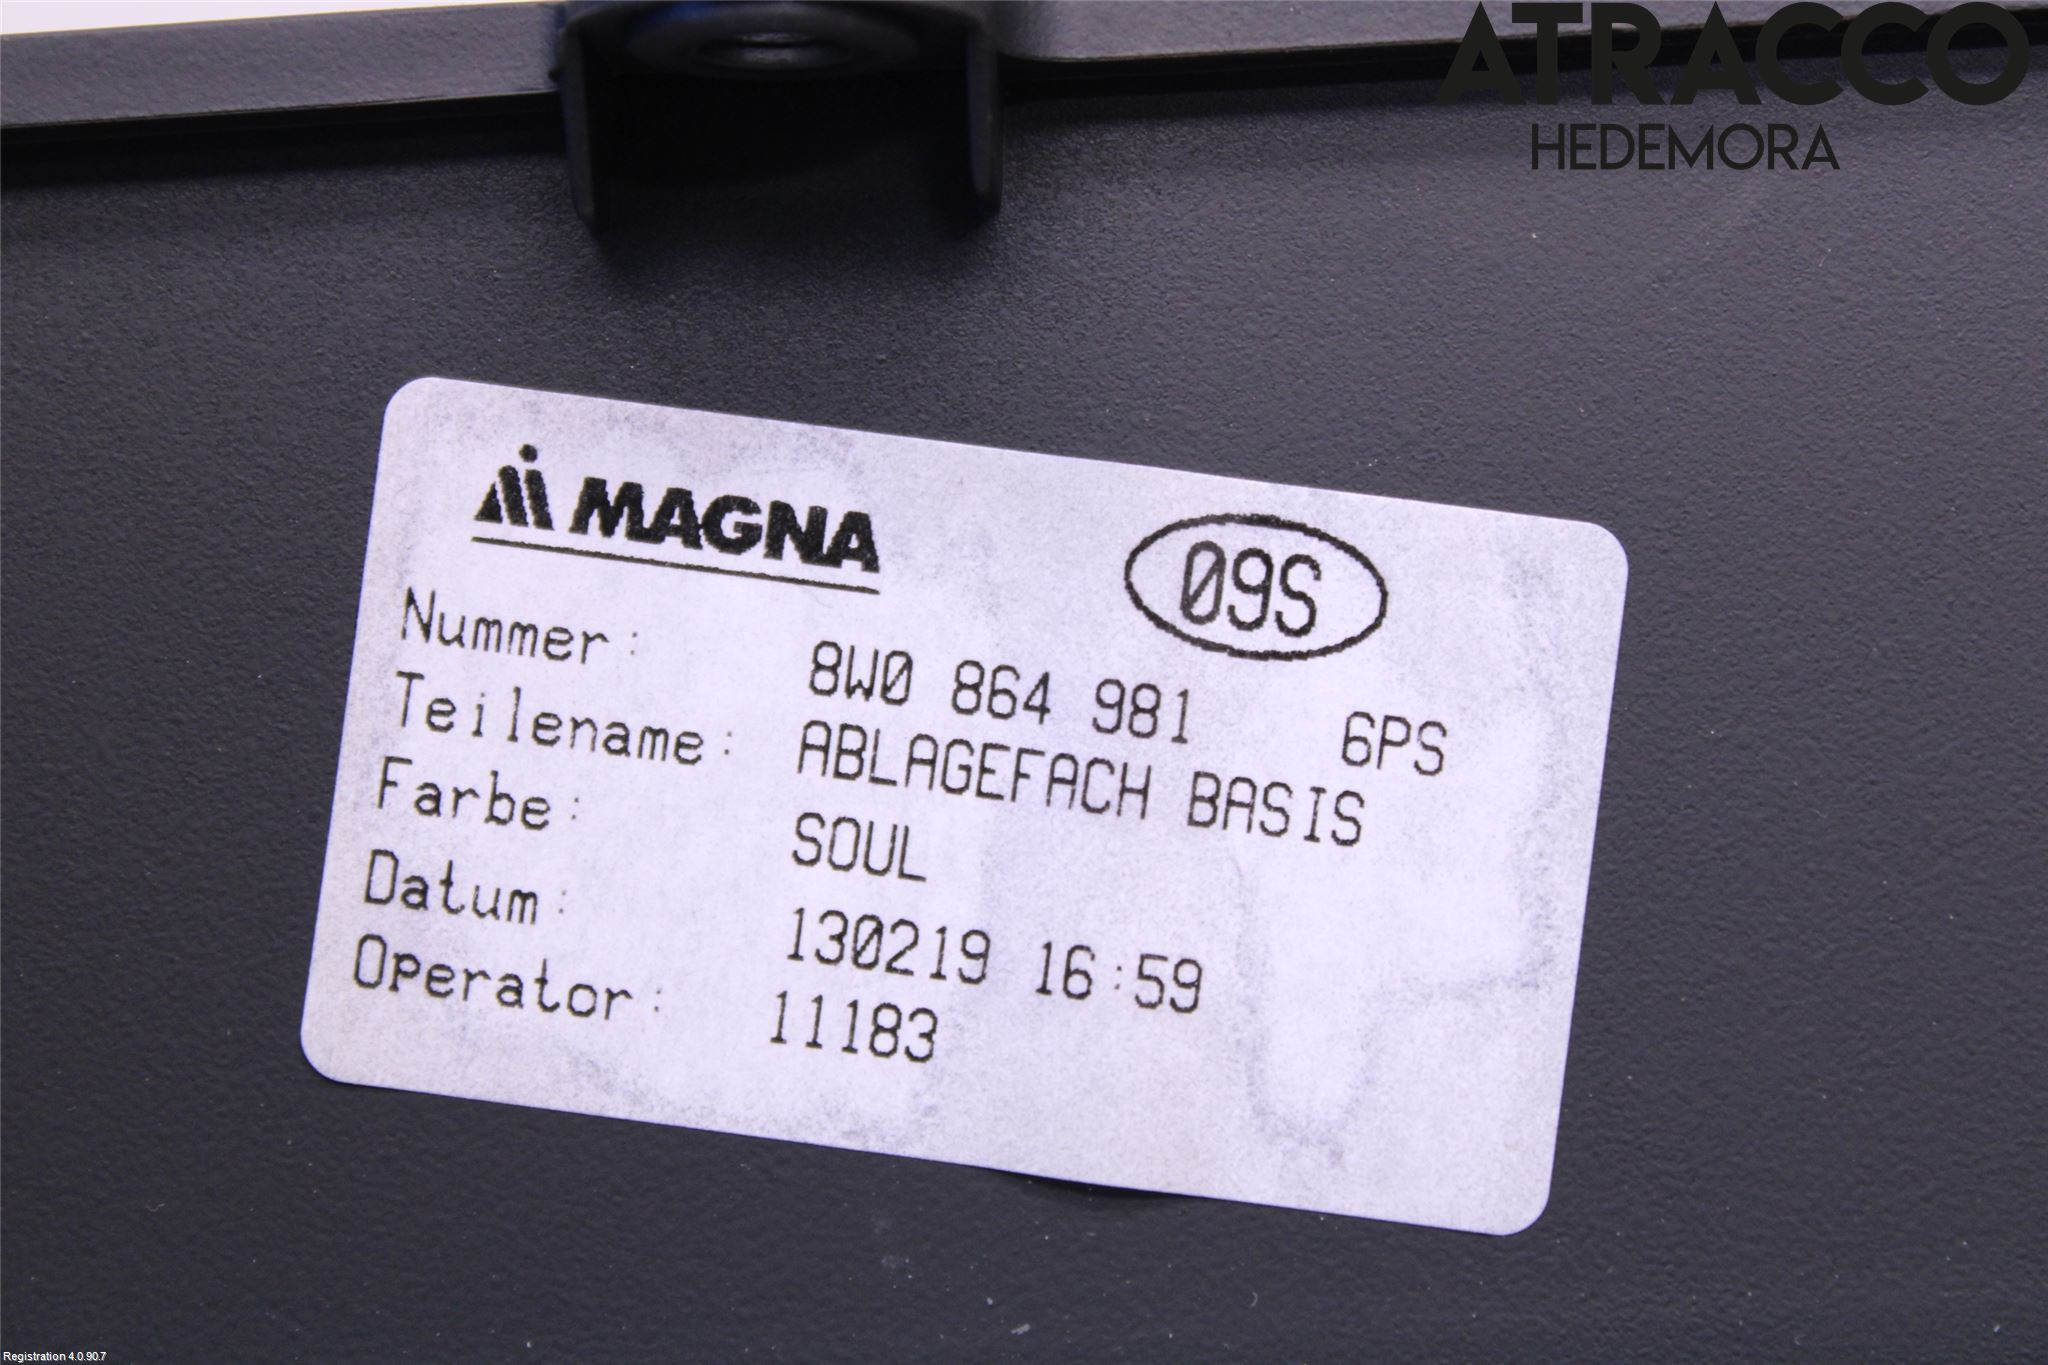 ATRACCO
HEDEMORA
MAGNA
09S
Nummer: 8W0 864 981 6PS
Teilename: ABLAGEFACH BASIS
Farbe: SOUL
Datum: 130219 16:59
Operator: 11183
Registration 4.0.90.7